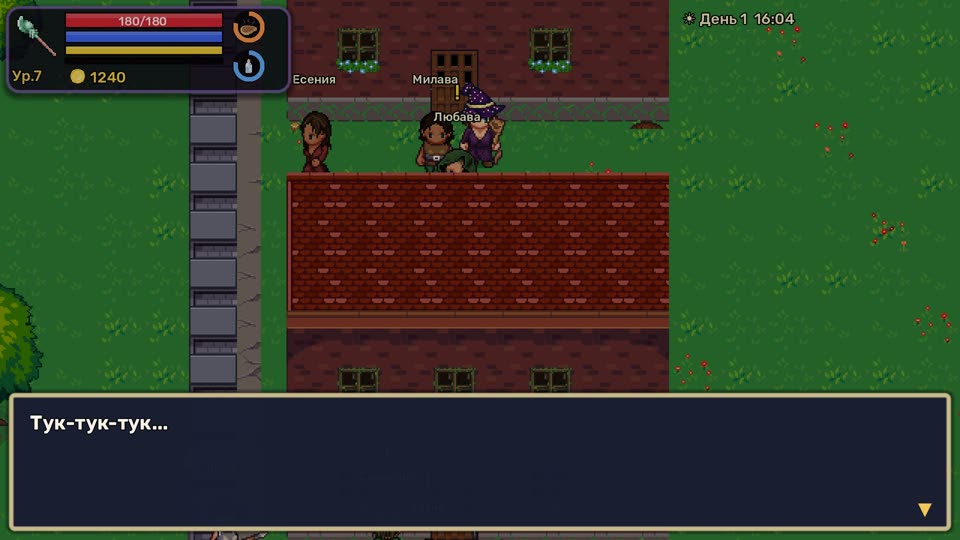 180/180
День 1 16:04
Ур.7
1240
Есения
Милава
!
Любава
Тук-тук-тук...